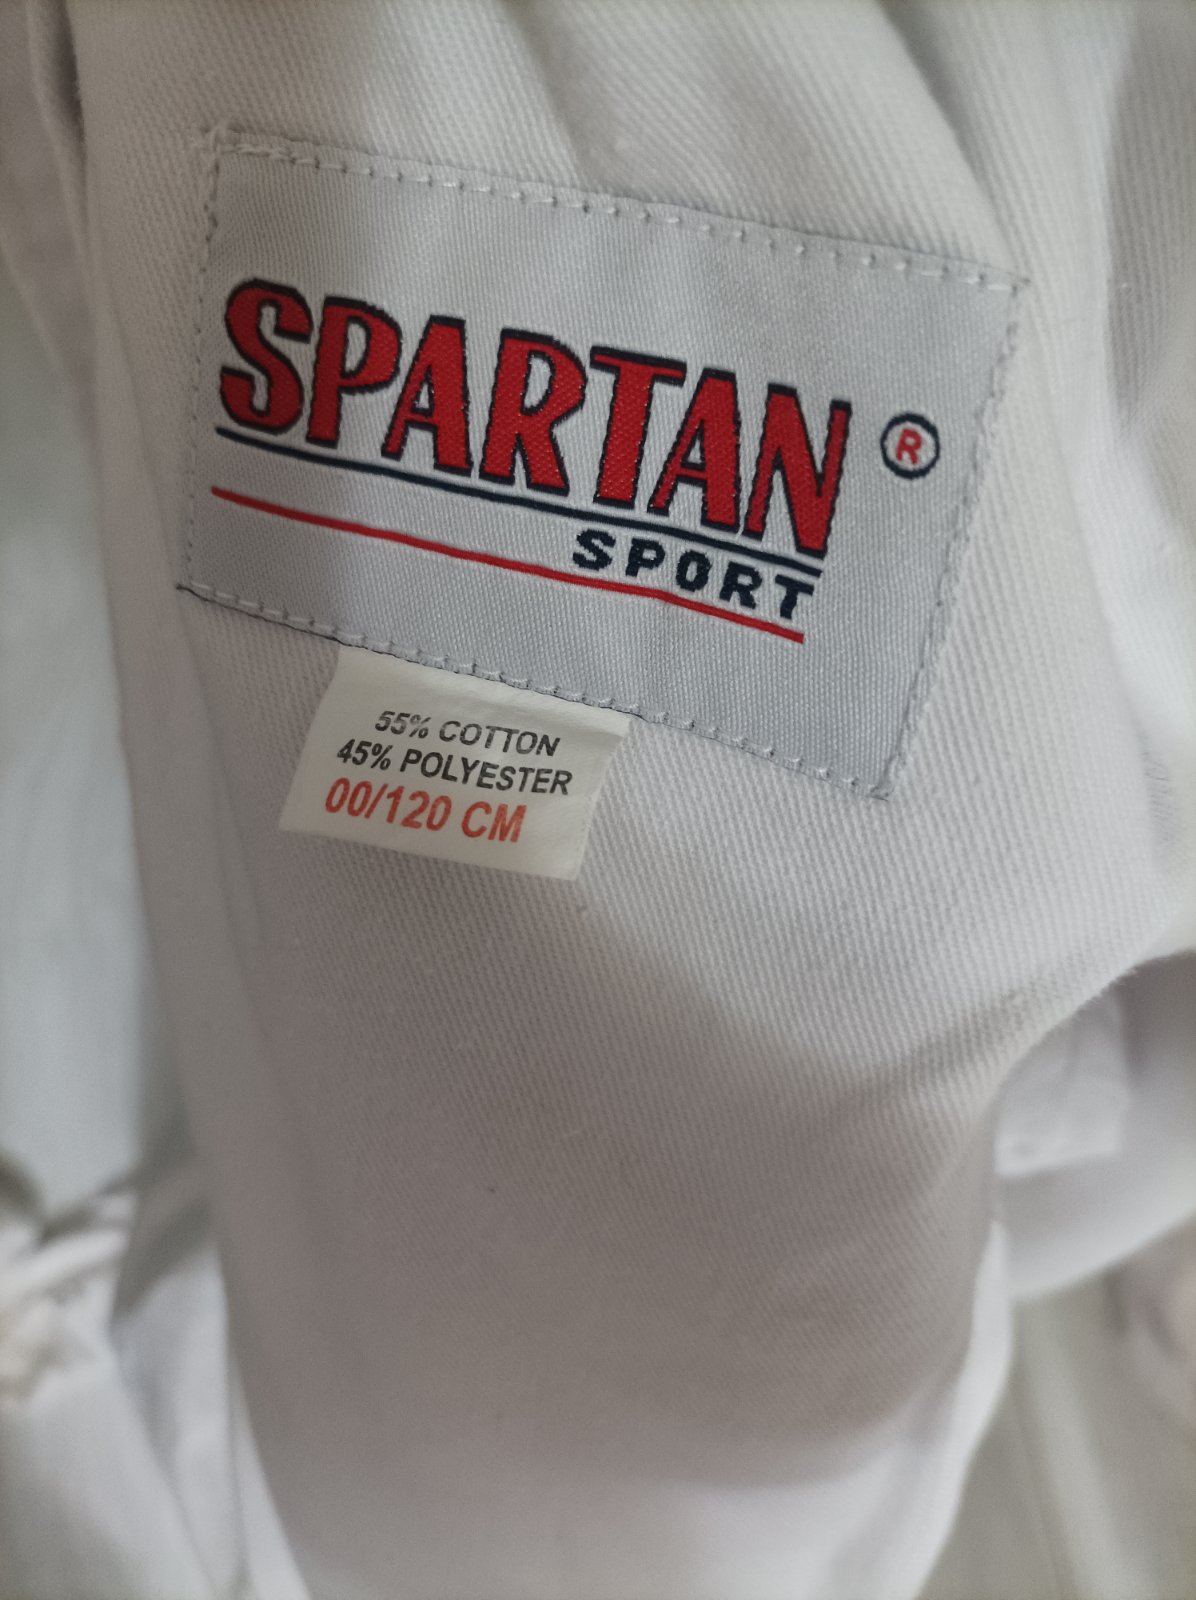 SPARTAN ®
SPORT
55% COTTON
45% POLYESTER
00/120 CM